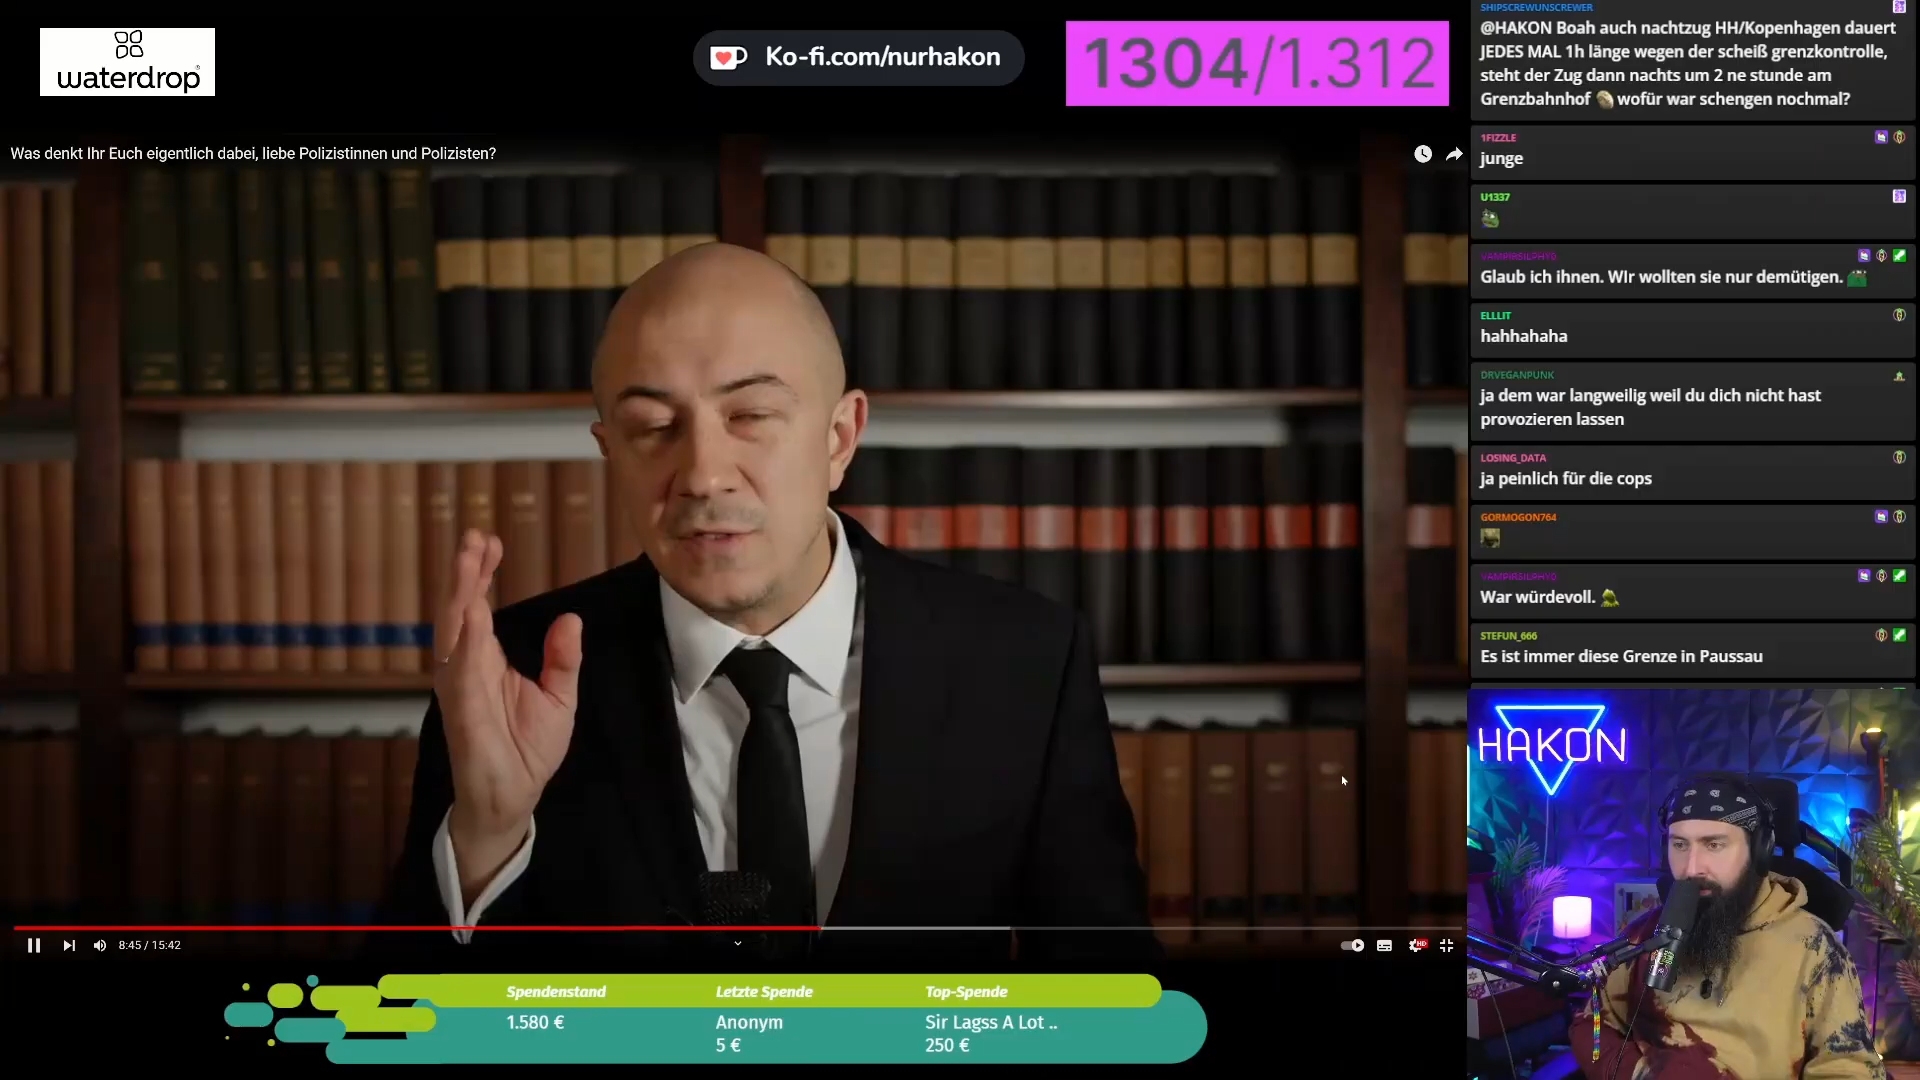 waterdrop
Ko-fi.com/nurhakon
1304/1.312
Was denkt Ihr Euch eigentlich dabei, liebe Polizistinnen und Polizisten?
8:45 / 15:42
HD
Spendenstand
Letzte Spende
Top-Spende
1.580 €
Anonym
Sir Lagss A Lot ..
5 €
250 €
SHIPSCREWUNSCREWER
@HAKON Boah auch nachtzug HH/Kopenhagen dauert
JEDES MAL 1h länge wegen der scheiß grenzkontrolle,
steht der Zug dann nachts um 2 ne stunde am
Grenzbahnhof wofür war schengen nochmal?
1FIZZLE
junge
U1337
VAMPIRSILPHYD
Glaub ich ihnen. WIr wollten sie nur demütigen.
ELLLIT
hahhahaha
DRVEGANPUNK
ja dem war langweilig weil du dich nicht hast
provozieren lassen
LOSING_DATA
ja peinlich für die cops
GORMOGON764
VAMPIRSILPHYD
War würdevoll.
STEFUN_666
Es ist immer diese Grenze in Paussau
HAKON